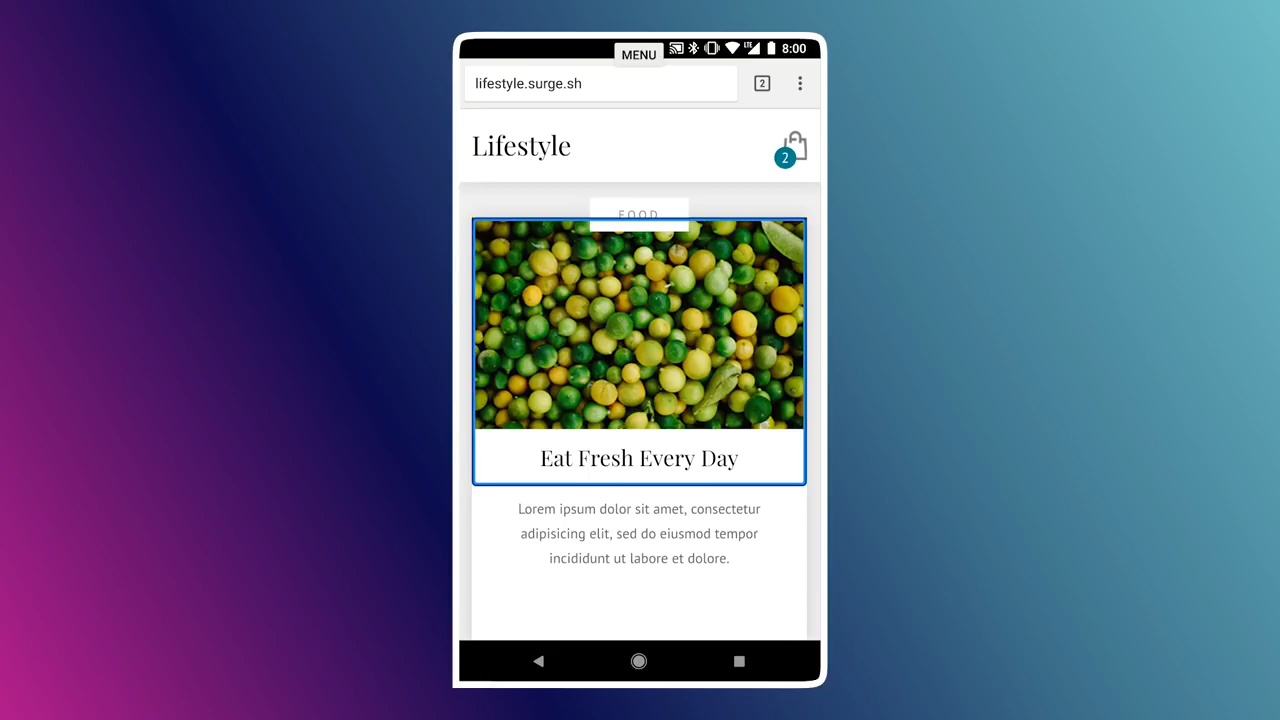 MENU
LTE
8:00
lifestyle.surge.sh
2
Lifestyle
2
FOOD
Eat Fresh Every Day
Lorem ipsum dolor sit amet, consectetur
adipisicing elit, sed do eiusmod tempor
incididunt ut labore et dolore.